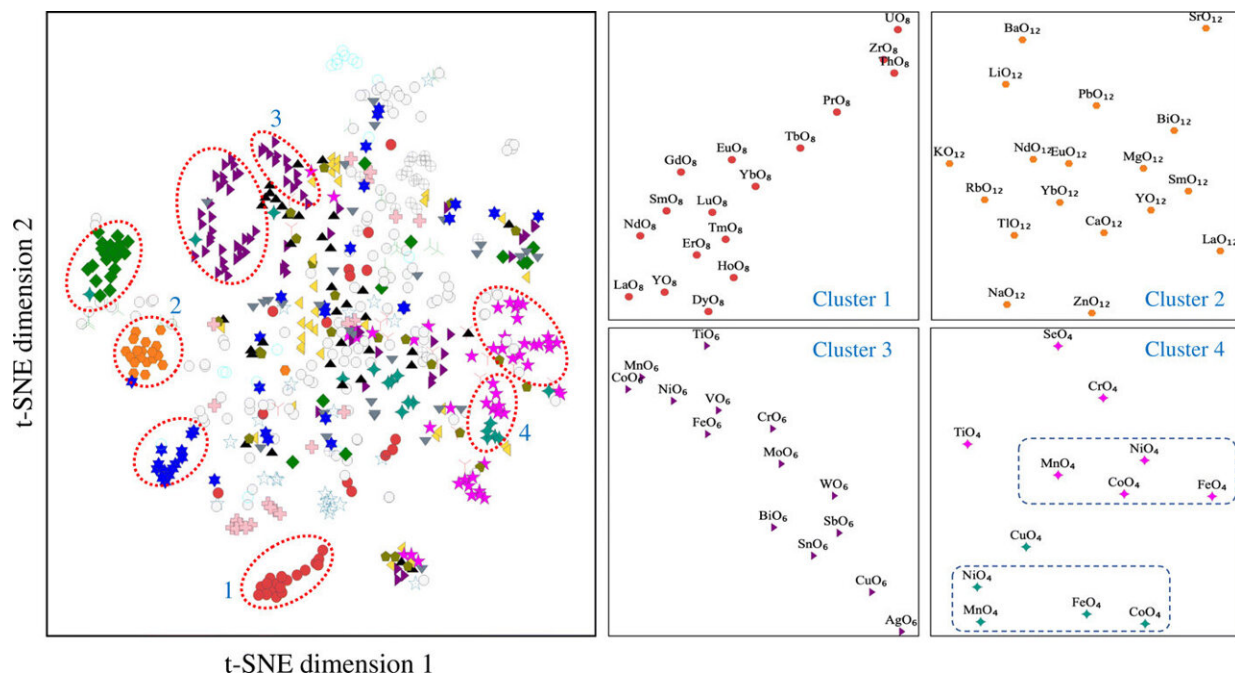 t-SNE dimension 2
t-SNE dimension 1
3
2
4
1
UO₈
ZrO₈
ThO₈
PrO₈
TbO₈
EuO₈
GdO₈
YbO₈
SmO₈
LuO₈
NdO₈
TmO₈
ErO₈
HoO₈
LaO₈
YO₈
DyO₈
Cluster 1
SrO₁₂
BaO₁₂
LiO₁₂
PbO₁₂
BiO₁₂
KO₁₂
NdO₁₂
EuO₁₂
MgO₁₂
SmO₁₂
RbO₁₂
YbO₁₂
YO₁₂
TlO₁₂
CaO₁₂
LaO₁₂
NaO₁₂
ZnO₁₂
Cluster 2
TiO₆
Cluster 3
MnO₆
CoO₆
NiO₆
VO₆
FeO₆
CrO₆
MoO₆
WO₆
BiO₆
SbO₆
SnO₆
CuO₆
AgO₆
SeO₄
Cluster 4
CrO₄
TiO₄
NiO₄
MnO₄
CoO₄
FeO₄
CuO₄
NiO₄
MnO₄
FeO₄
CoO₄